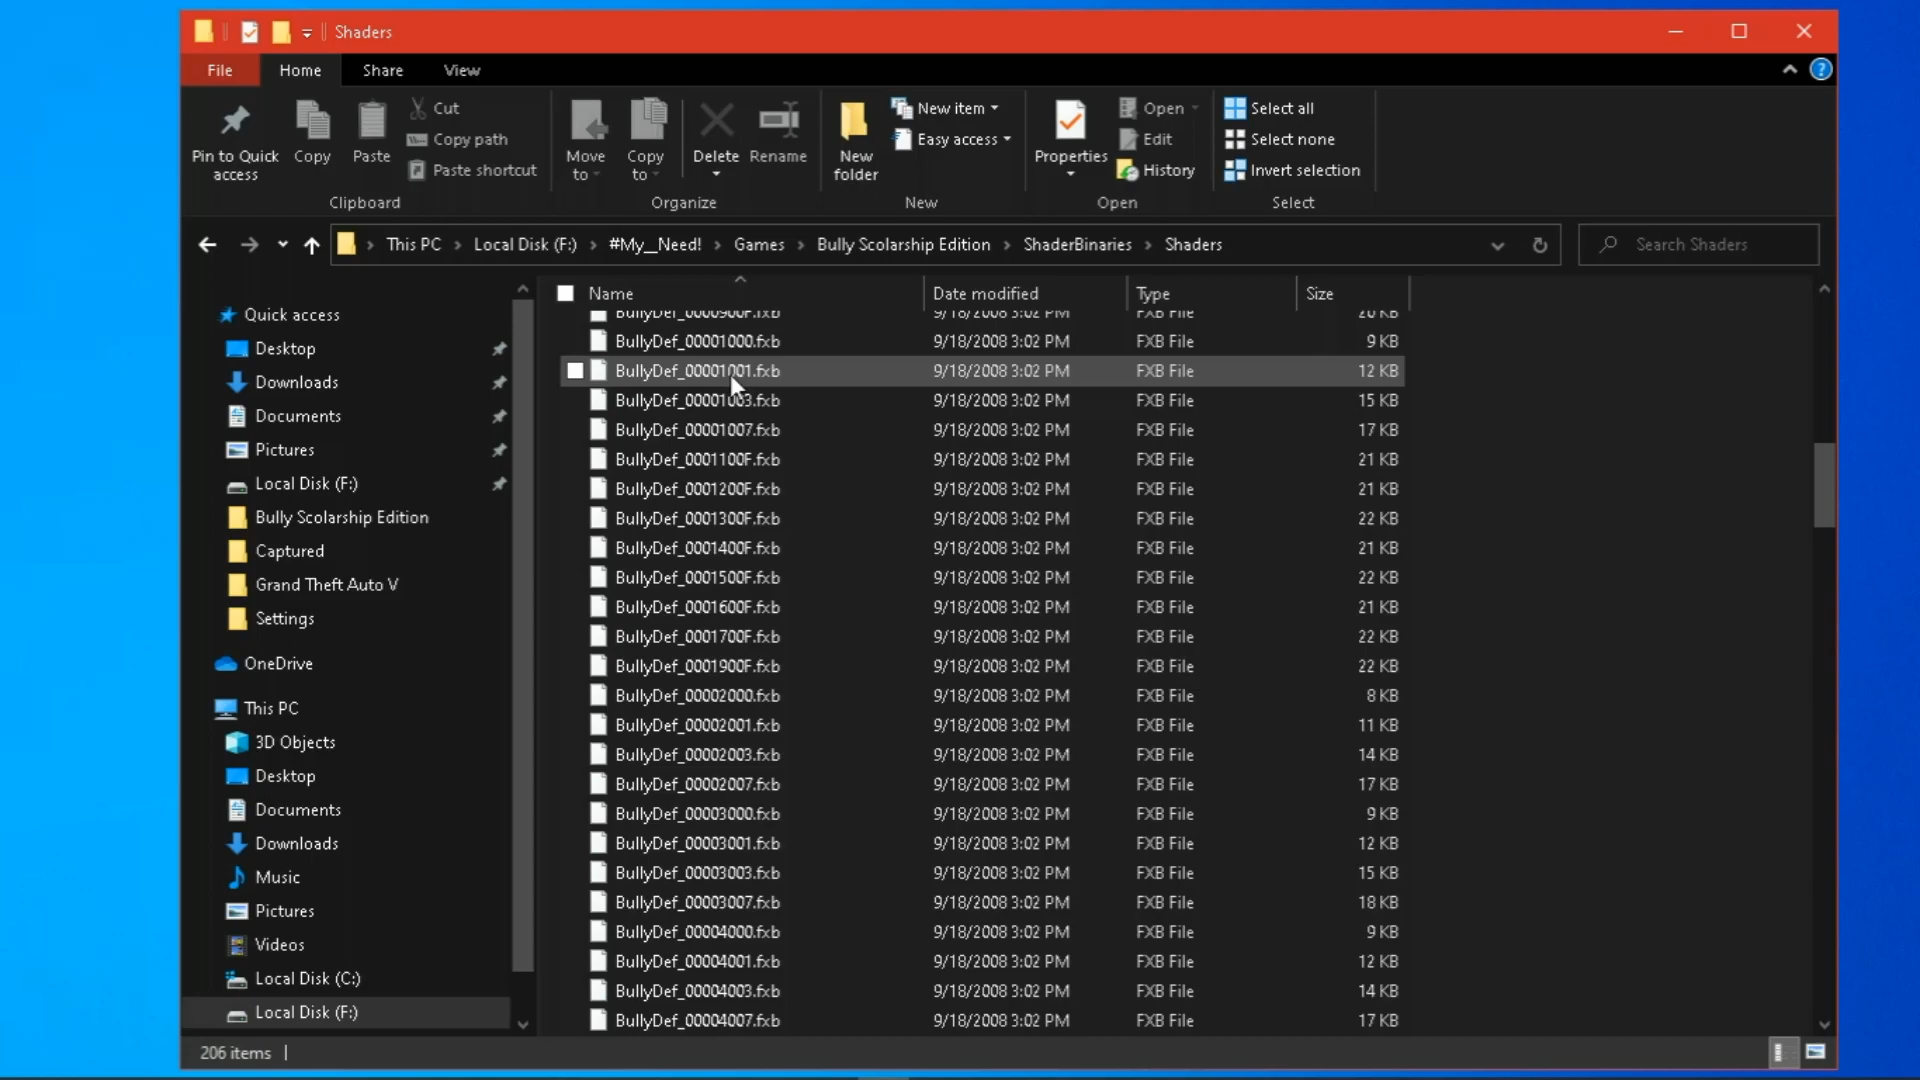 Shaders
File Home Share View
Pin to Quick access
Copy
Paste
Cut
Copy path
Paste shortcut
Clipboard
Move to
Copy to
Delete
Rename
Organize
New folder
New item
Easy access
New
Properties
Open
Edit
History
Open
Select all
Select none
Invert selection
Select
This PC > Local Disk (F:) > #My__Need! > Games > Bully Scolarship Edition > ShaderBinaries > Shaders
Search Shaders
Quick access
Desktop
Downloads
Documents
Pictures
Local Disk (F:)
Bully Scolarship Edition
Captured
Grand Theft Auto V
Settings
OneDrive
This PC
3D Objects
Desktop
Documents
Downloads
Music
Pictures
Videos
Local Disk (C:)
Local Disk (F:)
Name Date modified Type Size
BullyDef_0000900F.fxb 9/18/2008 3:02 PM FXB File 20 KB
BullyDef_00001000.fxb 9/18/2008 3:02 PM FXB File 9 KB
BullyDef_00001001.fxb 9/18/2008 3:02 PM FXB File 12 KB
BullyDef_00001003.fxb 9/18/2008 3:02 PM FXB File 15 KB
BullyDef_00001007.fxb 9/18/2008 3:02 PM FXB File 17 KB
BullyDef_0001100F.fxb 9/18/2008 3:02 PM FXB File 21 KB
BullyDef_0001200F.fxb 9/18/2008 3:02 PM FXB File 21 KB
BullyDef_0001300F.fxb 9/18/2008 3:02 PM FXB File 22 KB
BullyDef_0001400F.fxb 9/18/2008 3:02 PM FXB File 21 KB
BullyDef_0001500F.fxb 9/18/2008 3:02 PM FXB File 22 KB
BullyDef_0001600F.fxb 9/18/2008 3:02 PM FXB File 21 KB
BullyDef_0001700F.fxb 9/18/2008 3:02 PM FXB File 22 KB
BullyDef_0001900F.fxb 9/18/2008 3:02 PM FXB File 22 KB
BullyDef_00002000.fxb 9/18/2008 3:02 PM FXB File 8 KB
BullyDef_00002001.fxb 9/18/2008 3:02 PM FXB File 11 KB
BullyDef_00002003.fxb 9/18/2008 3:02 PM FXB File 14 KB
BullyDef_00002007.fxb 9/18/2008 3:02 PM FXB File 17 KB
BullyDef_00003000.fxb 9/18/2008 3:02 PM FXB File 9 KB
BullyDef_00003001.fxb 9/18/2008 3:02 PM FXB File 12 KB
BullyDef_00003003.fxb 9/18/2008 3:02 PM FXB File 15 KB
BullyDef_00003007.fxb 9/18/2008 3:02 PM FXB File 18 KB
BullyDef_00004000.fxb 9/18/2008 3:02 PM FXB File 9 KB
BullyDef_00004001.fxb 9/18/2008 3:02 PM FXB File 12 KB
BullyDef_00004003.fxb 9/18/2008 3:02 PM FXB File 14 KB
BullyDef_00004007.fxb 9/18/2008 3:02 PM FXB File 17 KB
206 items